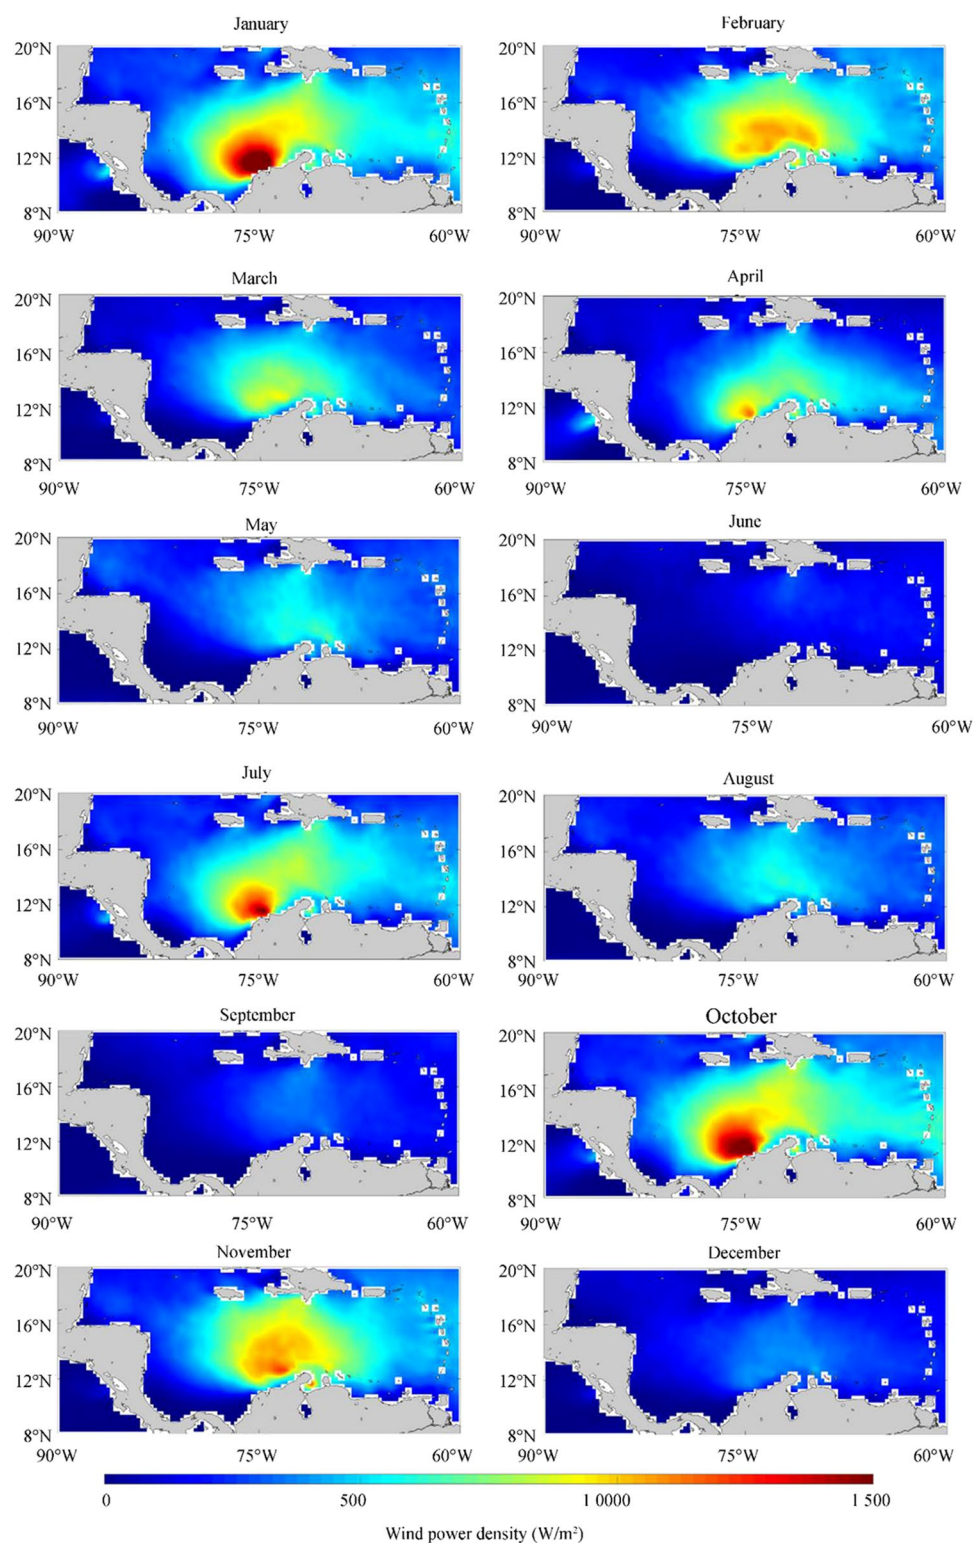 January February
20°N 20°N
16°N 16°N
12°N 12°N
8°N 8°N
90°W 75°W 60°W 90°W 75°W 60°W
March April
20°N 20°N
16°N 16°N
12°N 12°N
8°N 8°N
90°W 75°W 60°W 90°W 75°W 60°W
May June
20°N 20°N
16°N 16°N
12°N 12°N
8°N 8°N
90°W 75°W 60°W 90°W 75°W 60°W
July August
20°N 20°N
16°N 16°N
12°N 12°N
8°N 8°N
90°W 75°W 60°W 90°W 75°W 60°W
September October
20°N 20°N
16°N 16°N
12°N 12°N
8°N 8°N
90°W 75°W 60°W 90°W 75°W 60°W
November December
20°N 20°N
16°N 16°N
12°N 12°N
8°N 8°N
90°W 75°W 60°W 90°W 75°W 60°W
0 500 1 0000 1 500
Wind power density (W/m²)